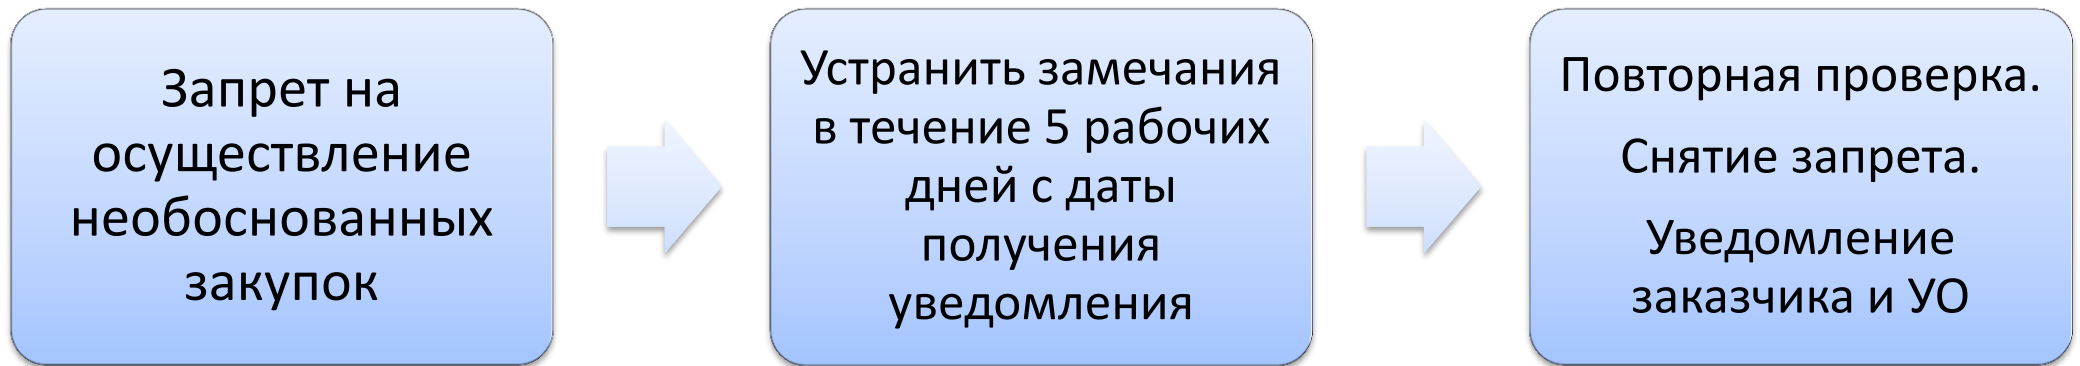 Запрет на
осуществление
необоснованных
закупок
Устранить замечания
в течение 5 рабочих
дней с даты
получения
уведомления
Повторная проверка.
Снятие запрета.
Уведомление
заказчика и УО